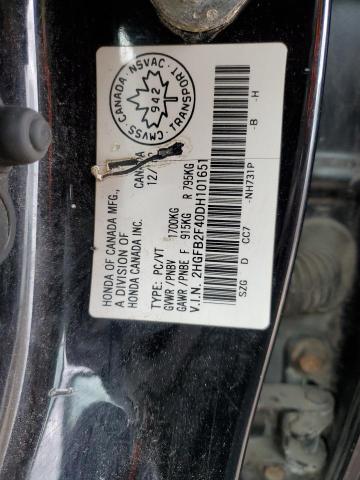 HONDA OF CANADA MFG.,
A DIVISION OF
HONDA CANADA INC.
CANADA
12/
TYPE: PC/VT
GVWR /PNBV 1700KG
GAWR /PNBE F 915KG R 795KG
V.I.N. 2HGFB2F40DH101651
SZG D CC7 -NH731P -B -H
CANADA · NSVAC ·
TRANSPORT · CMVSS
942